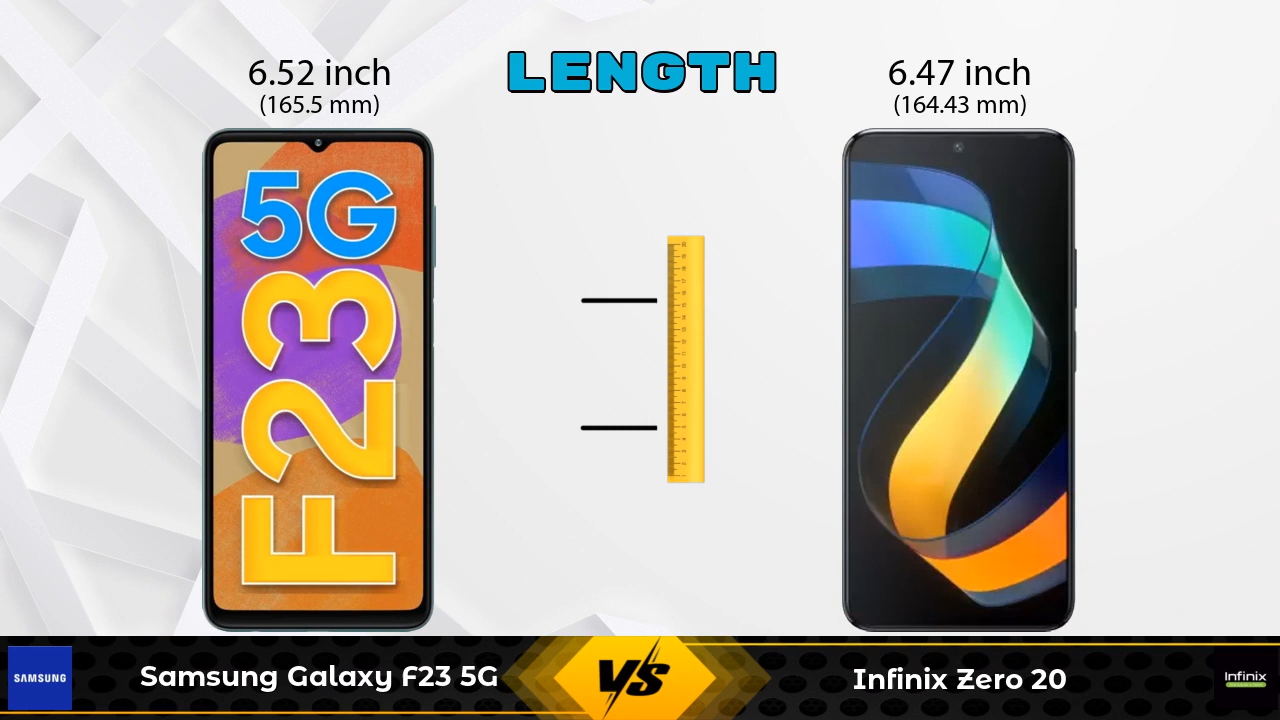 LENGTH
6.52 inch
(165.5 mm)
6.47 inch
(164.43 mm)
5G
F23
Samsung Galaxy F23 5G
VS
Infinix Zero 20
SAMSUNG
Infinix